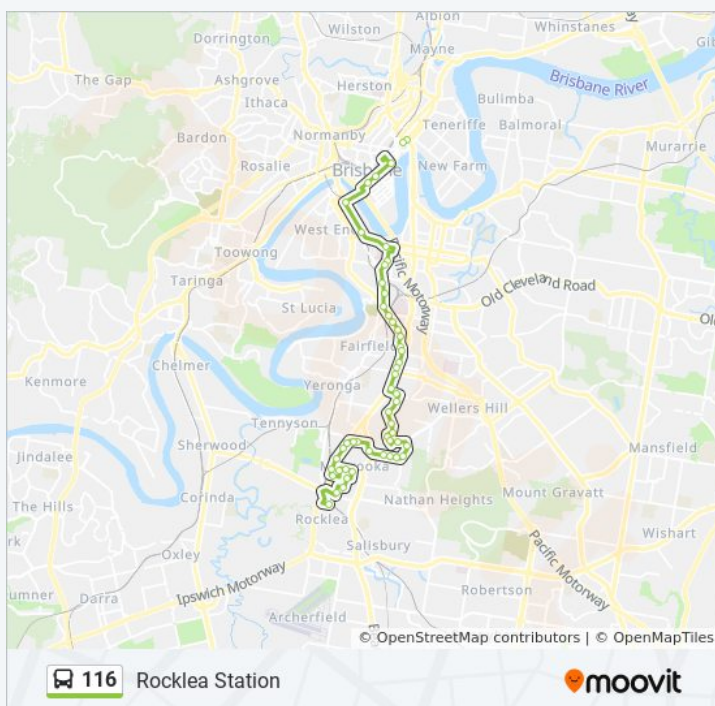 Wilston
Albion
Whinstanes
Dorrington
Mayne
The Gap
Ashgrove
Herston
Brisbane River
Ithaca
Bulimba
Bardon
Normanby
Teneriffe
Balmoral
Murarrie
Rosalie
New Farm
West End
Toowong
Pacific Motorway
Taringa
Old Cleveland Road
St Lucia
Fairfield
Chelmer
Kenmore
Yeronga
Wellers Hill
Tennyson
Jindalee
Sherwood
Mansfield
Corinda
Nathan Heights
Mount Gravatt
The Hills
Rocklea
Wishart
Oxley
Salisbury
Pacific Motorway
Ipswich Motorway
Darra
Robertson
Archerfield
© OpenStreetMap contributors | © OpenMapTiles
116 Rocklea Station
moovit